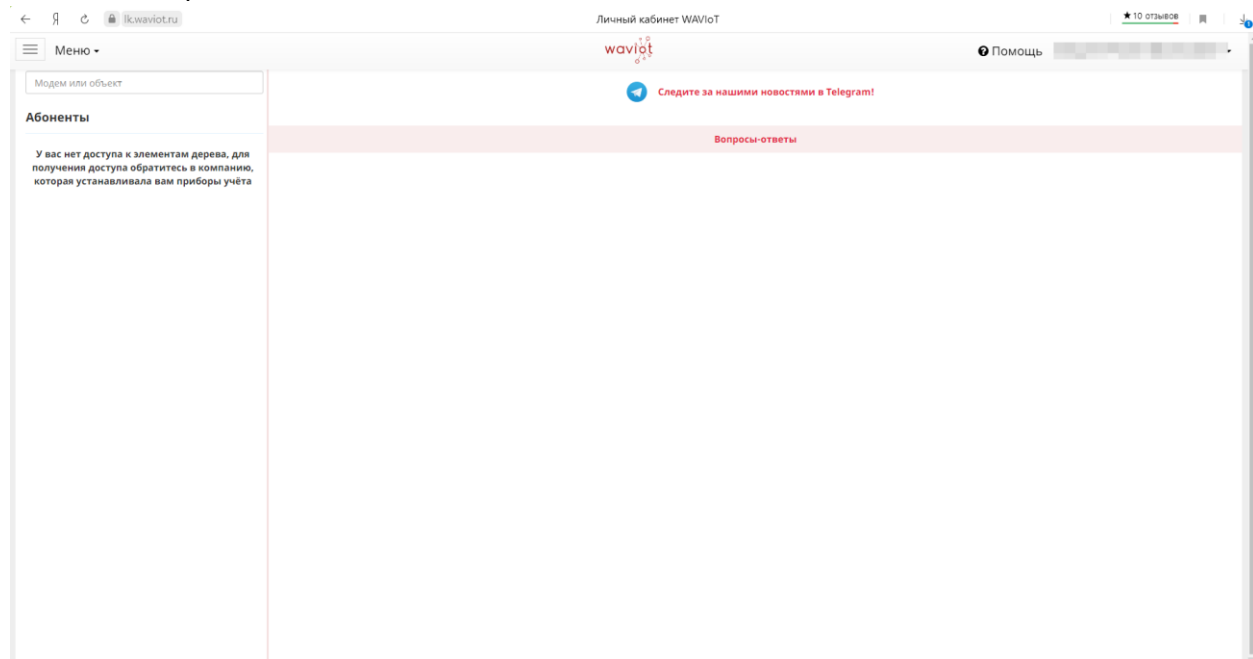 Я lk.waviot.ru Личный кабинет WAVIoT ★10 отзывов
Меню waviot Помощь
Модем или объект
Следите за нашими новостями в Telegram!
Абоненты
Вопросы-ответы
У вас нет доступа к элементам дерева, для
получения доступа обратитесь в компанию,
которая устанавливала вам приборы учёта